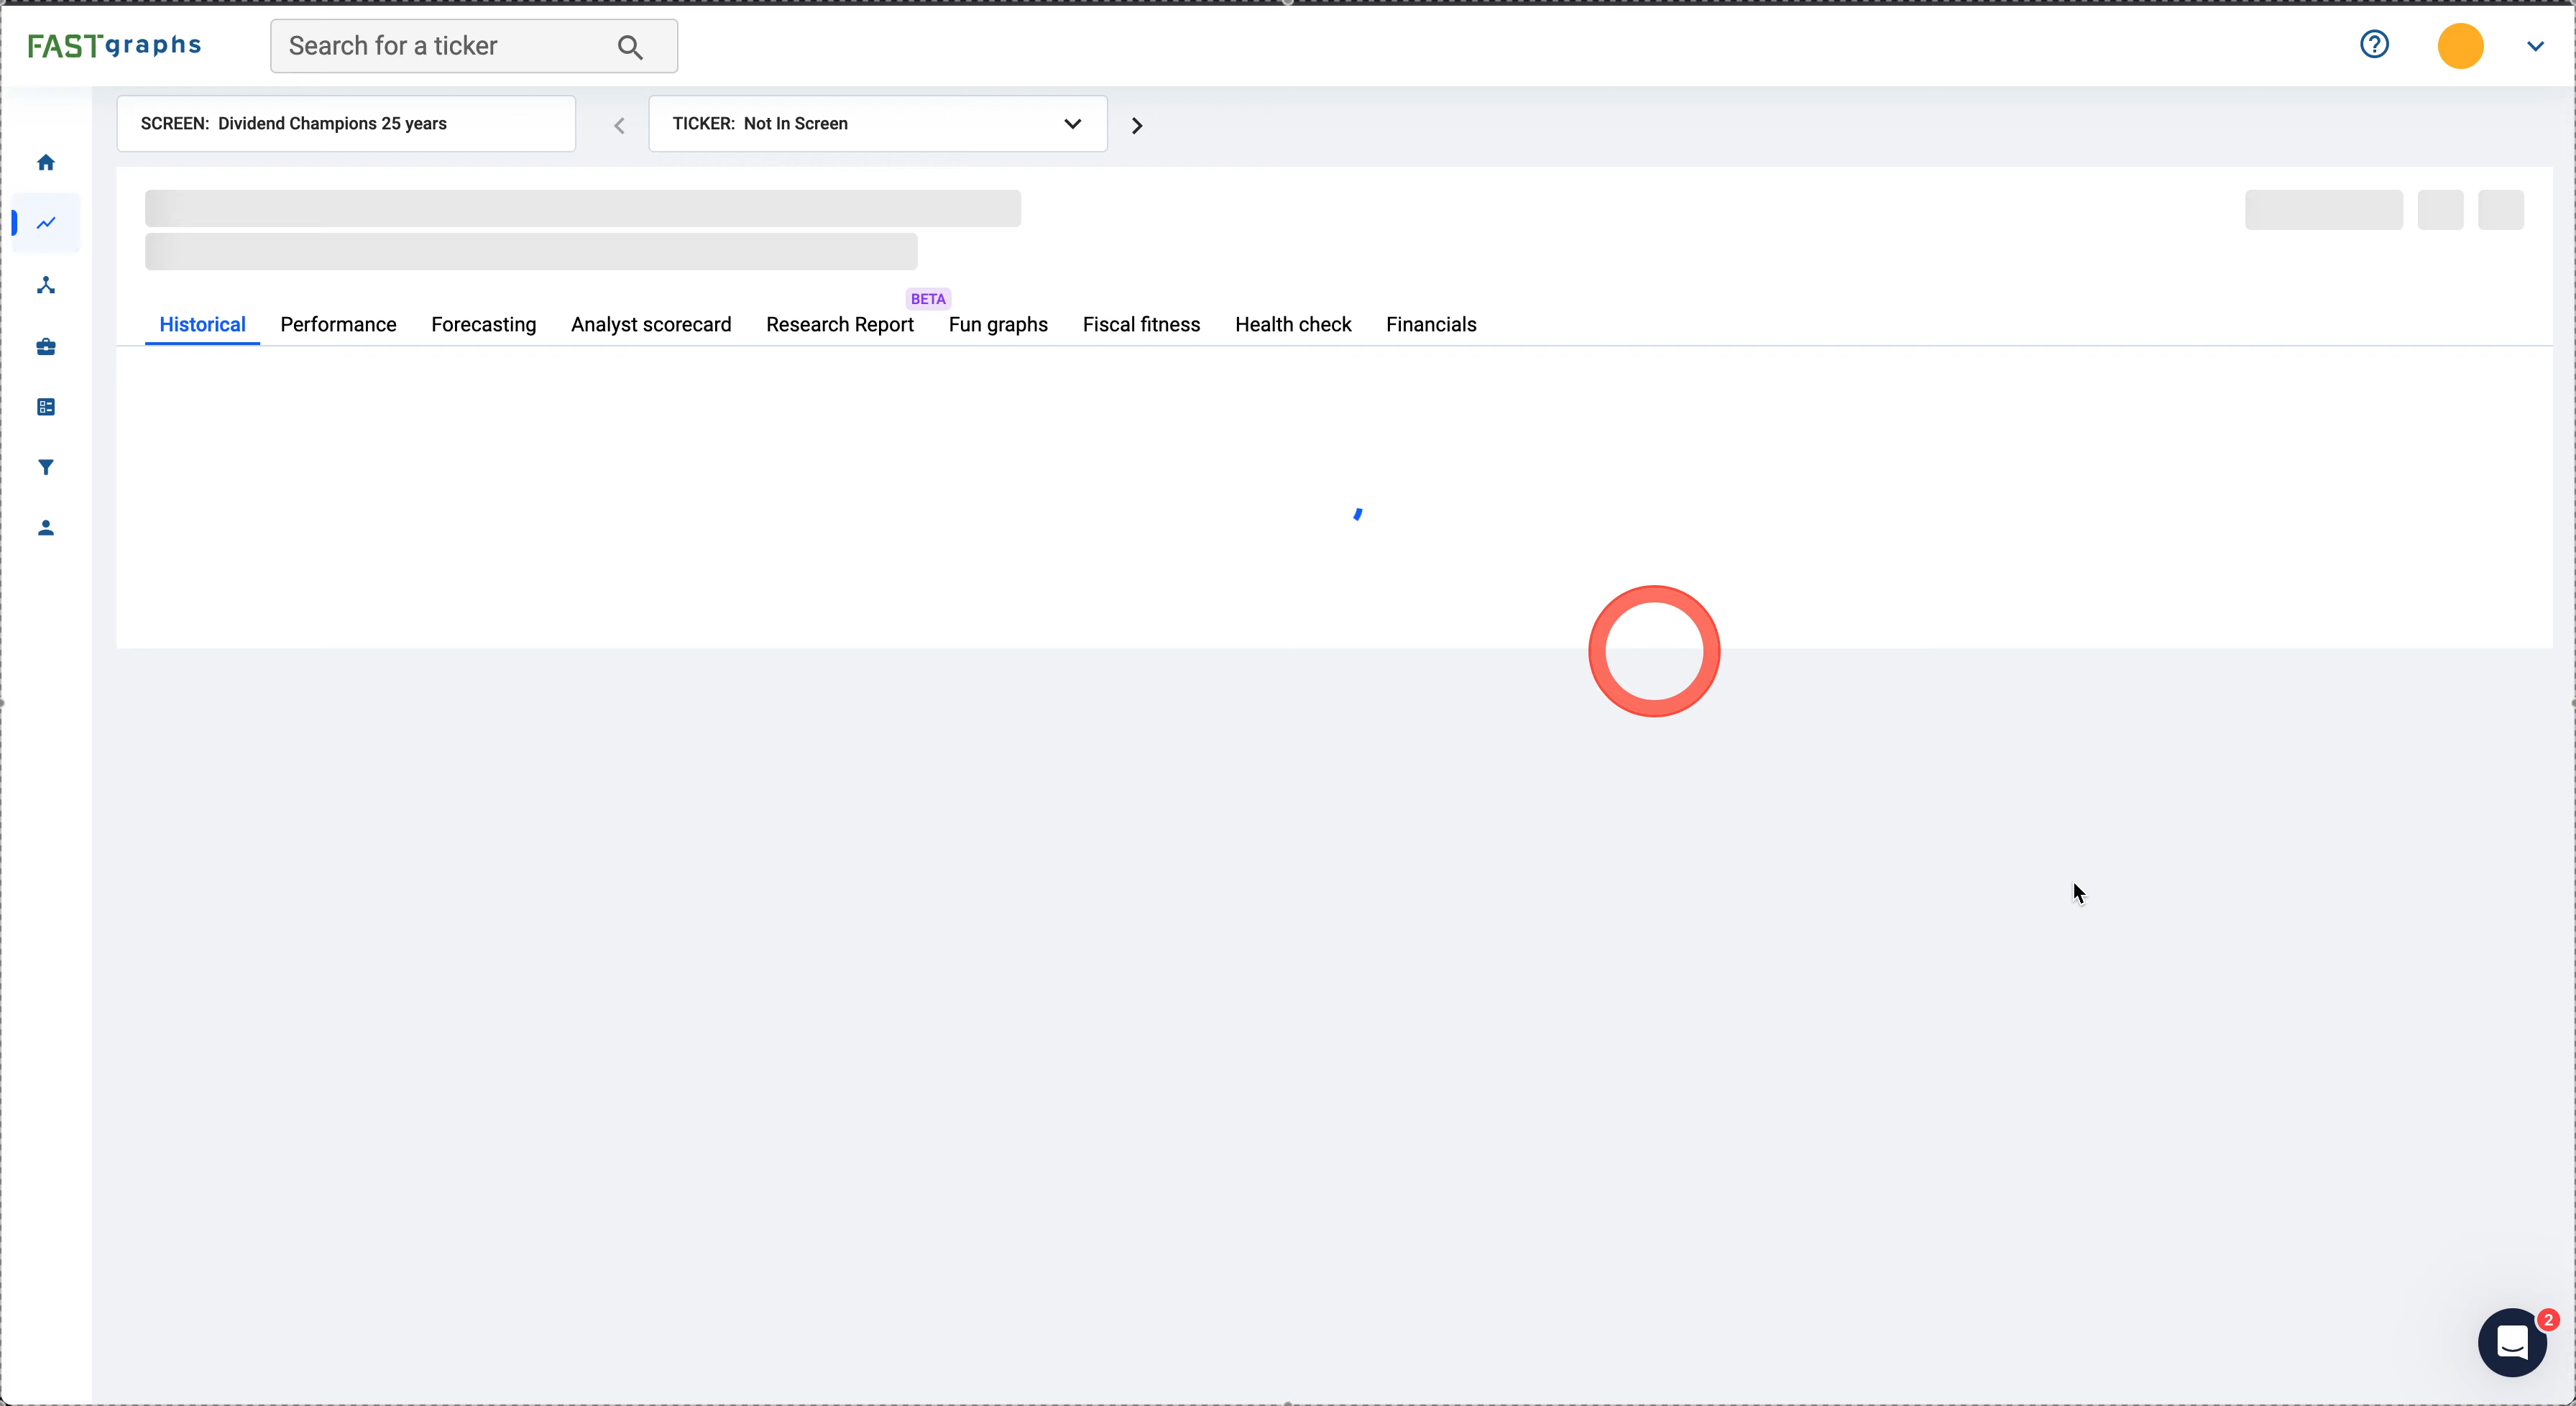 FASTgraphs
Search for a ticker
SCREEN: Dividend Champions 25 years
TICKER: Not In Screen
BETA
Historical Performance Forecasting Analyst scorecard Research Report Fun graphs Fiscal fitness Health check Financials
2